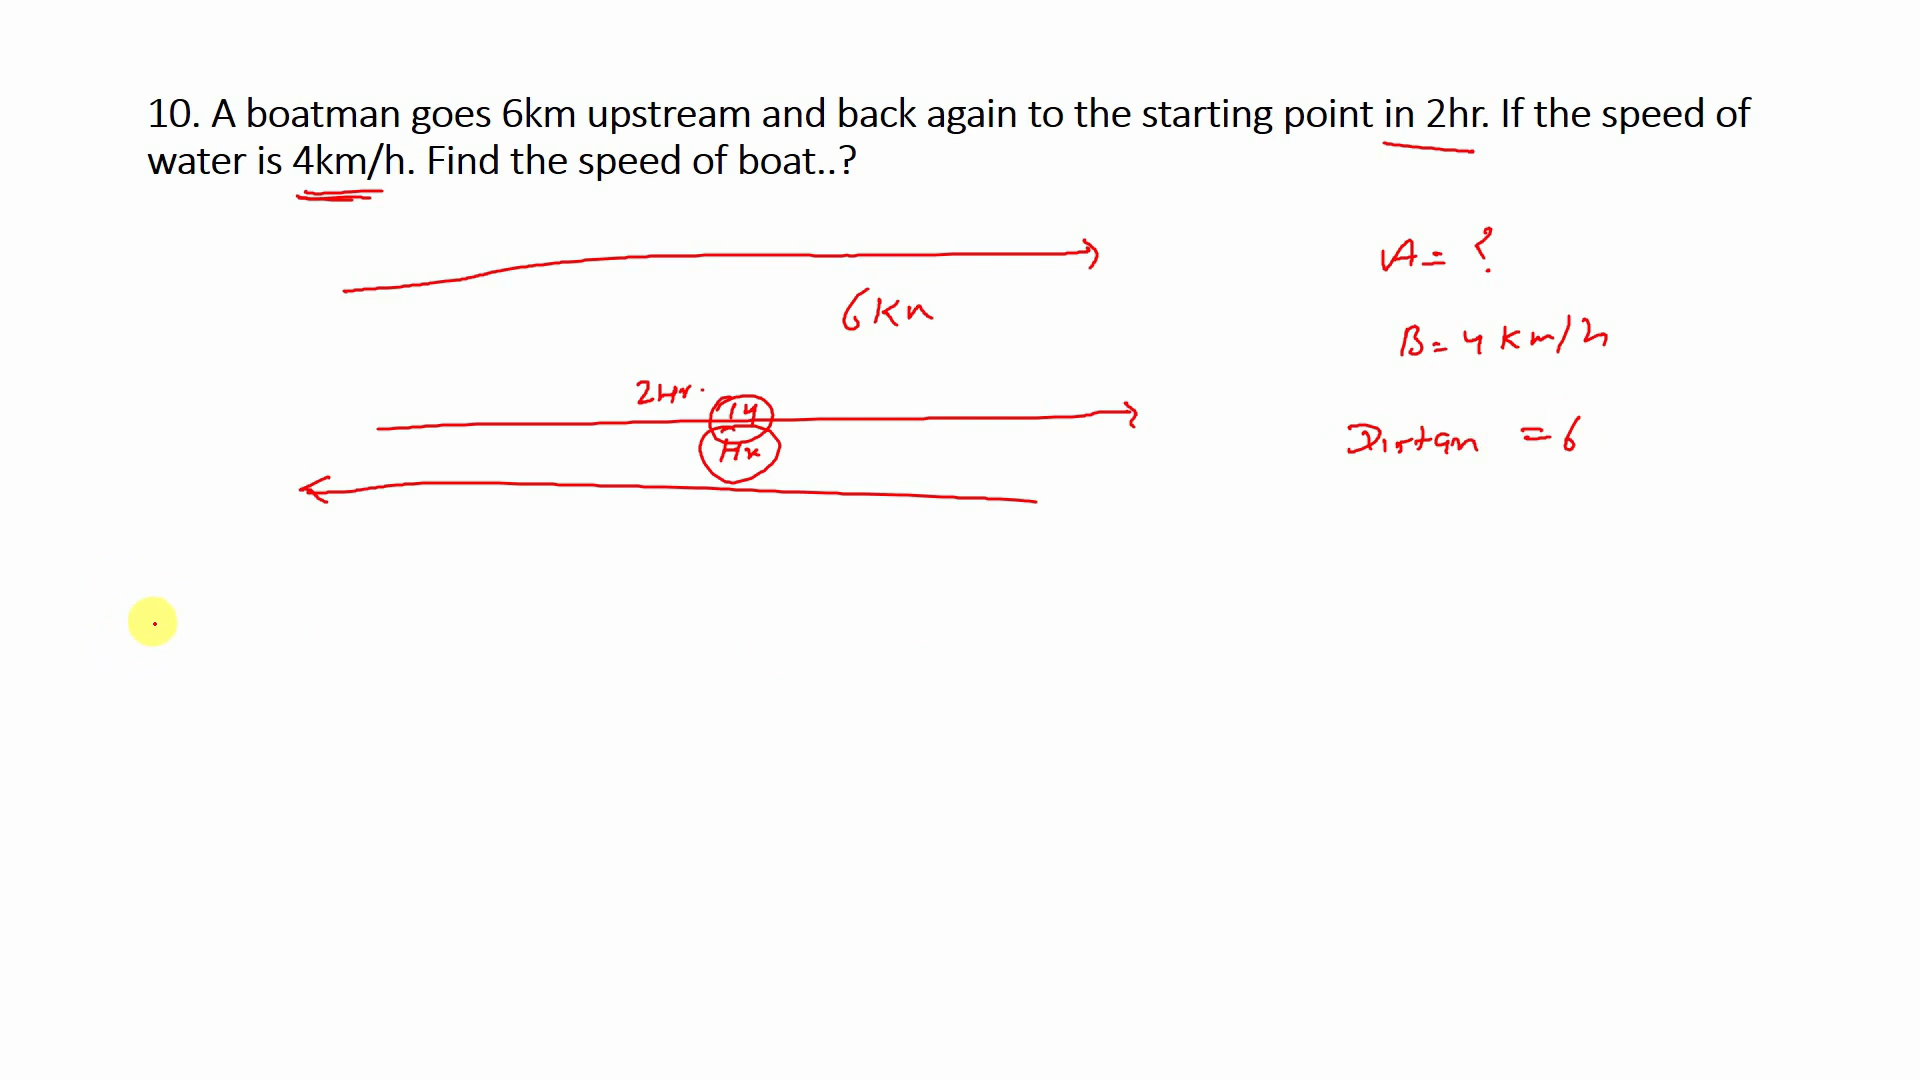 10. A boatman goes 6km upstream and back again to the starting point in 2hr. If the speed of
water is 4km/h. Find the speed of boat..?
A = ?
6Km
B = 4 Km/h
2Hr.
= 6